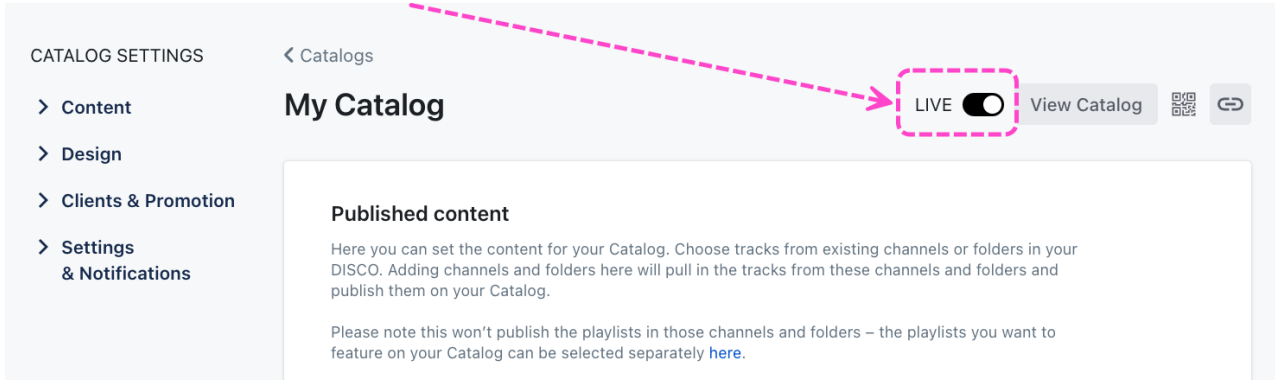 CATALOG SETTINGS
Content
Design
Clients & Promotion
Settings
& Notifications
Catalogs
My Catalog
LIVE
View Catalog
Published content
Here you can set the content for your Catalog. Choose tracks from existing channels or folders in your
DISCO. Adding channels and folders here will pull in the tracks from these channels and folders and
publish them on your Catalog.
Please note this won’t publish the playlists in those channels and folders – the playlists you want to
feature on your Catalog can be selected separately here.